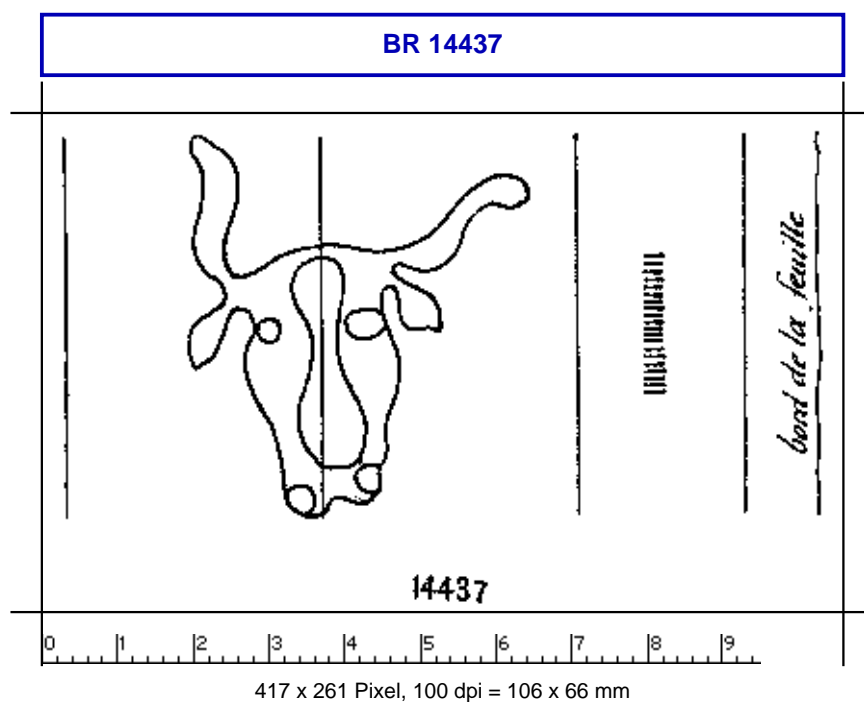 BR 14437
bord de la feuille
14437
0 1 2 3 4 5 6 7 8 9
417 x 261 Pixel, 100 dpi = 106 x 66 mm